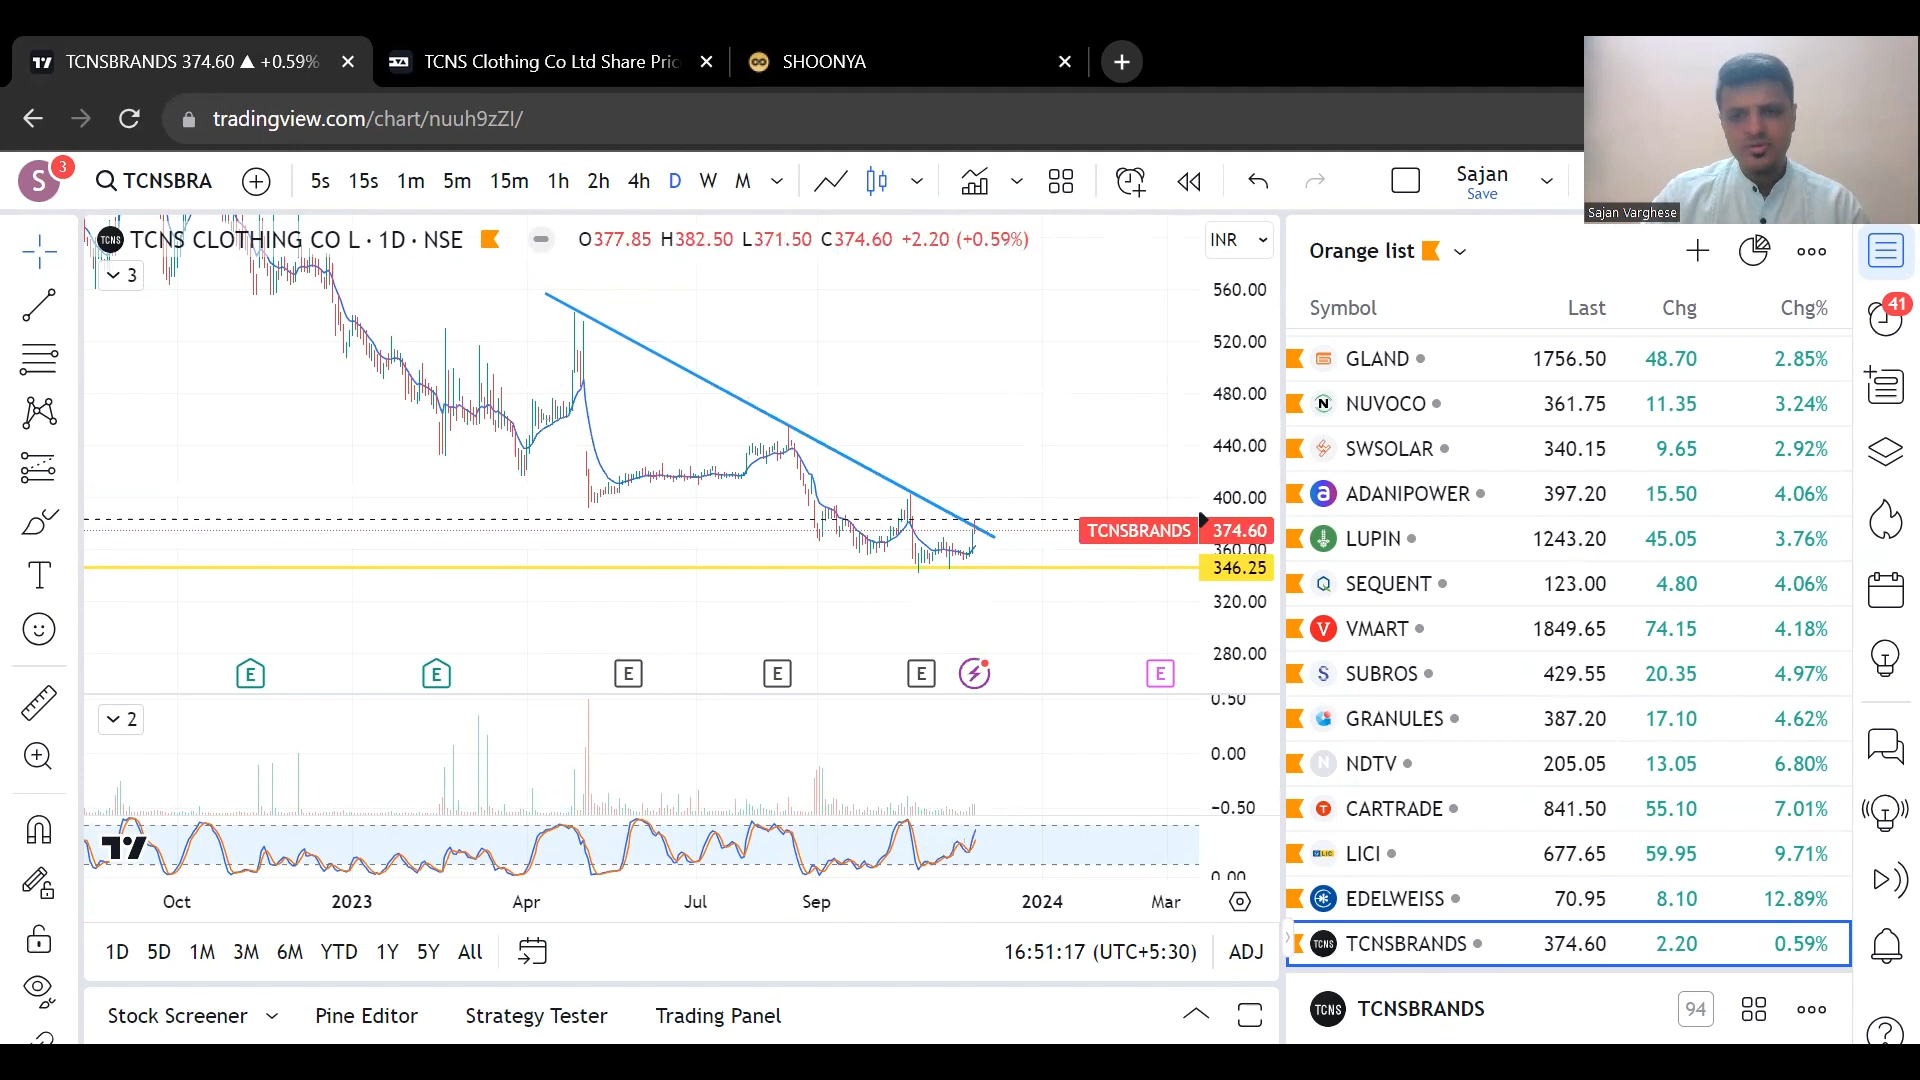 TCNSBRANDS 374.60 ▲ +0.59%
TCNS Clothing Co Ltd Share Pric
SHOONYA
tradingview.com/chart/nuuh9zZI/
Sajan Varghese
S 3
TCNSBRA
5s 15s 1m 5m 15m 1h 2h 4h D W M
Sajan
Save
TCNS CLOTHING CO L · 1D · NSE
O377.85 H382.50 L371.50 C374.60 +2.20 (+0.59%)
INR
3
560.00
520.00
480.00
440.00
400.00
TCNSBRANDS 374.60
360.00
346.25
320.00
280.00
E E E E E E
2
0.50
0.00
−0.50
0.00
Oct 2023 Apr Jul Sep 2024 Mar
1D 5D 1M 3M 6M YTD 1Y 5Y All
16:51:17 (UTC+5:30) ADJ
Stock Screener Pine Editor Strategy Tester Trading Panel
Orange list
Symbol Last Chg Chg%
GLAND 1756.50 48.70 2.85%
NUVOCO 361.75 11.35 3.24%
SWSOLAR 340.15 9.65 2.92%
ADANIPOWER 397.20 15.50 4.06%
LUPIN 1243.20 45.05 3.76%
SEQUENT 123.00 4.80 4.06%
VMART 1849.65 74.15 4.18%
SUBROS 429.55 20.35 4.97%
GRANULES 387.20 17.10 4.62%
NDTV 205.05 13.05 6.80%
CARTRADE 841.50 55.10 7.01%
LICI 677.65 59.95 9.71%
EDELWEISS 70.95 8.10 12.89%
TCNS TCNSBRANDS 374.60 2.20 0.59%
TCNS TCNSBRANDS 94
41